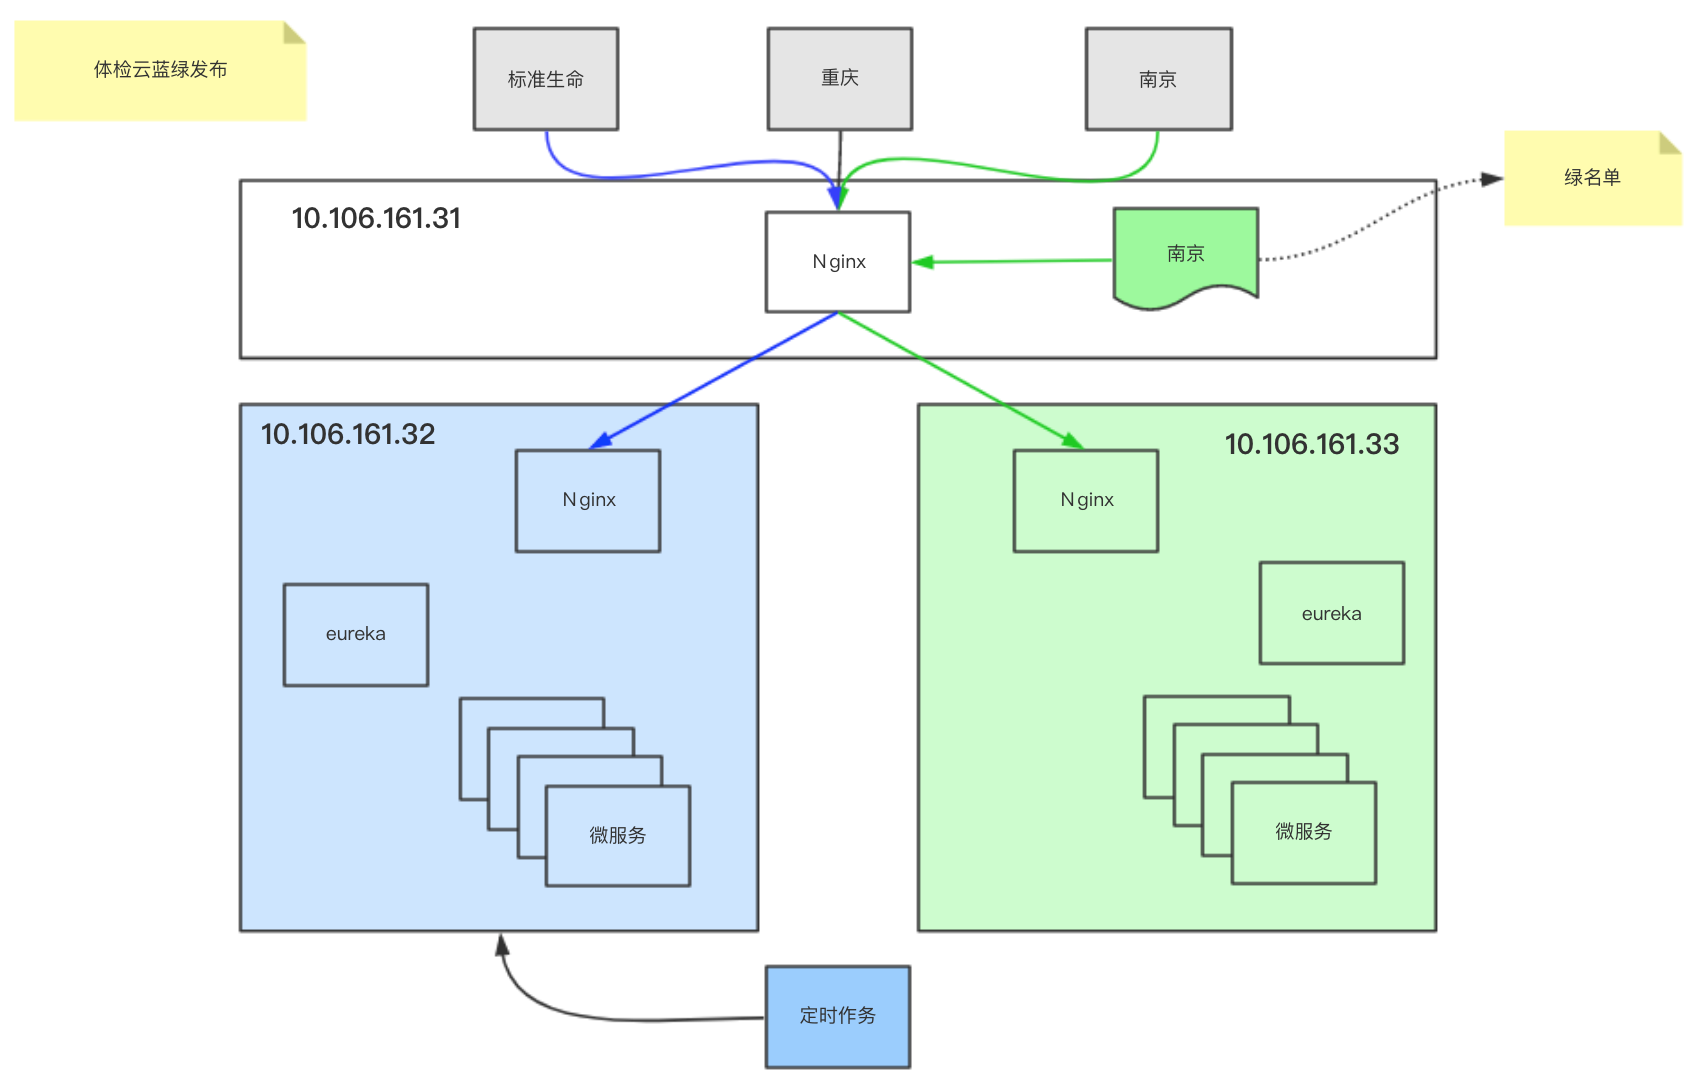 体检云蓝绿发布
标准生命
重庆
南京
绿名单
10.106.161.31
Nginx
南京
10.106.161.32
10.106.161.33
Nginx
Nginx
eureka
eureka
微服务
微服务
定时作务